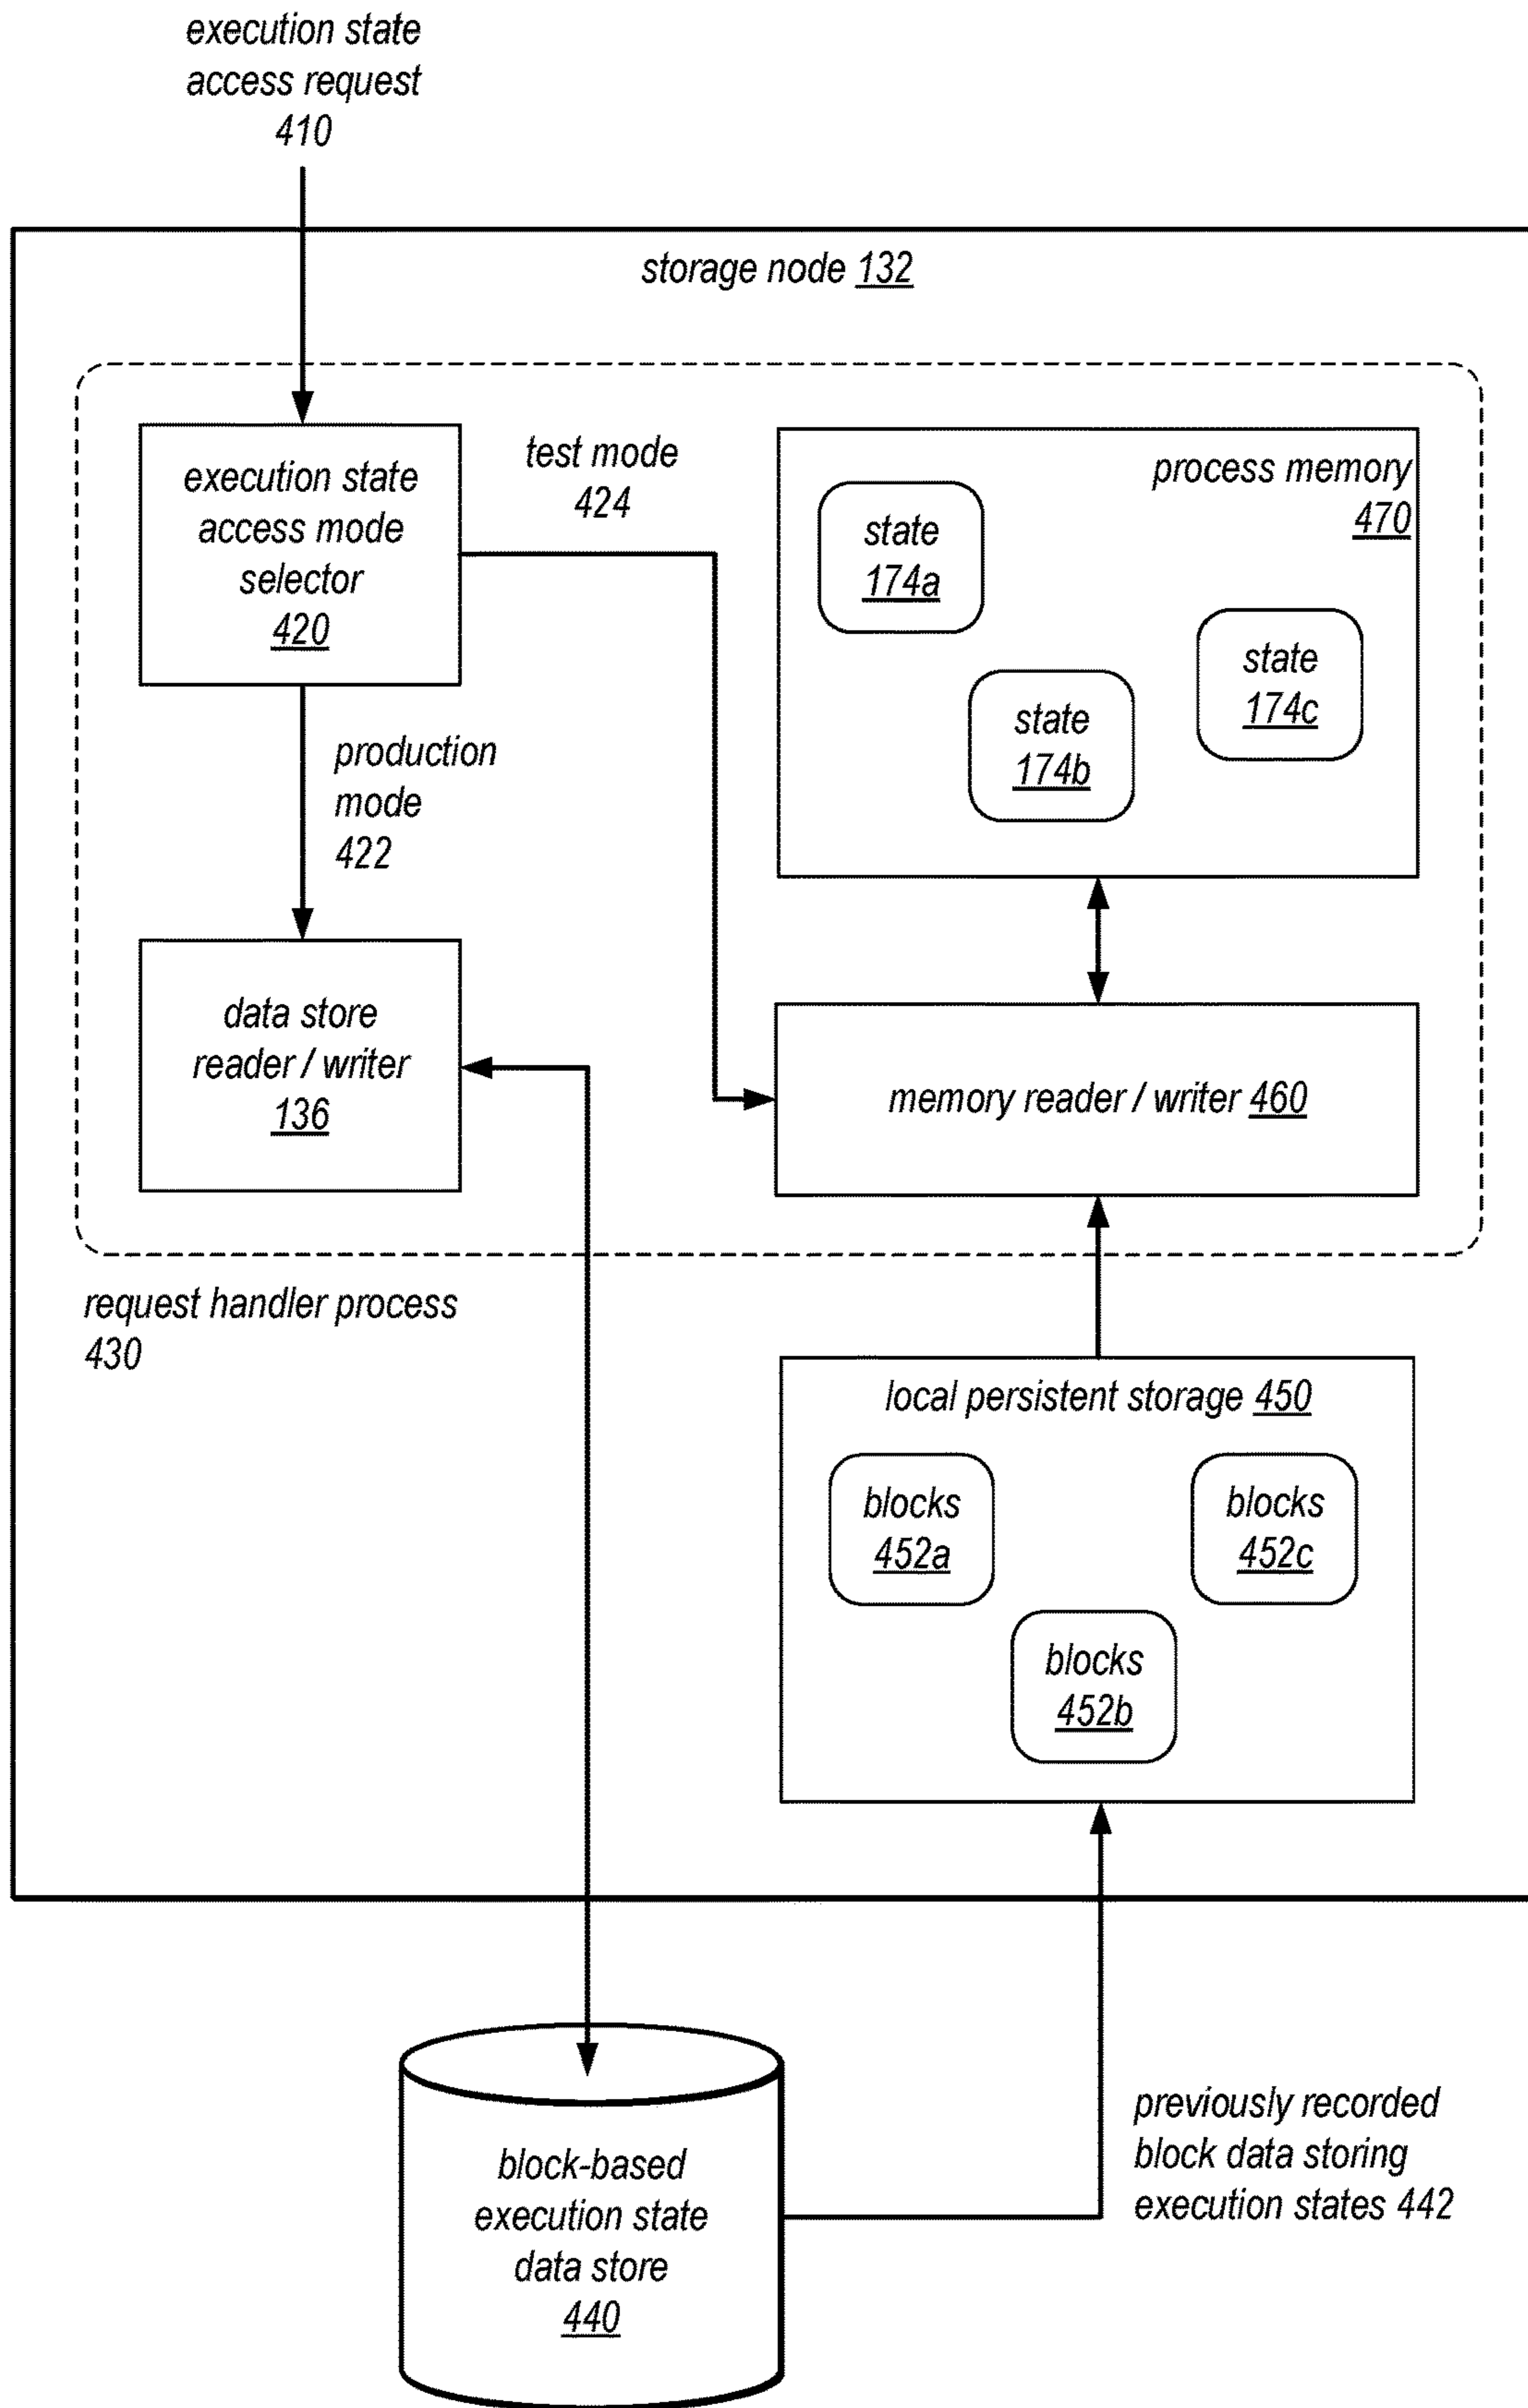 execution state
access request
410
storage node 132
execution state
access mode
selector
420
test mode
424
process memory
470
state
174a
state
174b
state
174c
production
mode
422
data store
reader / writer
136
memory reader / writer 460
request handler process
430
local persistent storage 450
blocks
452a
blocks
452c
blocks
452b
block-based
execution state
data store
440
previously recorded
block data storing
execution states 442